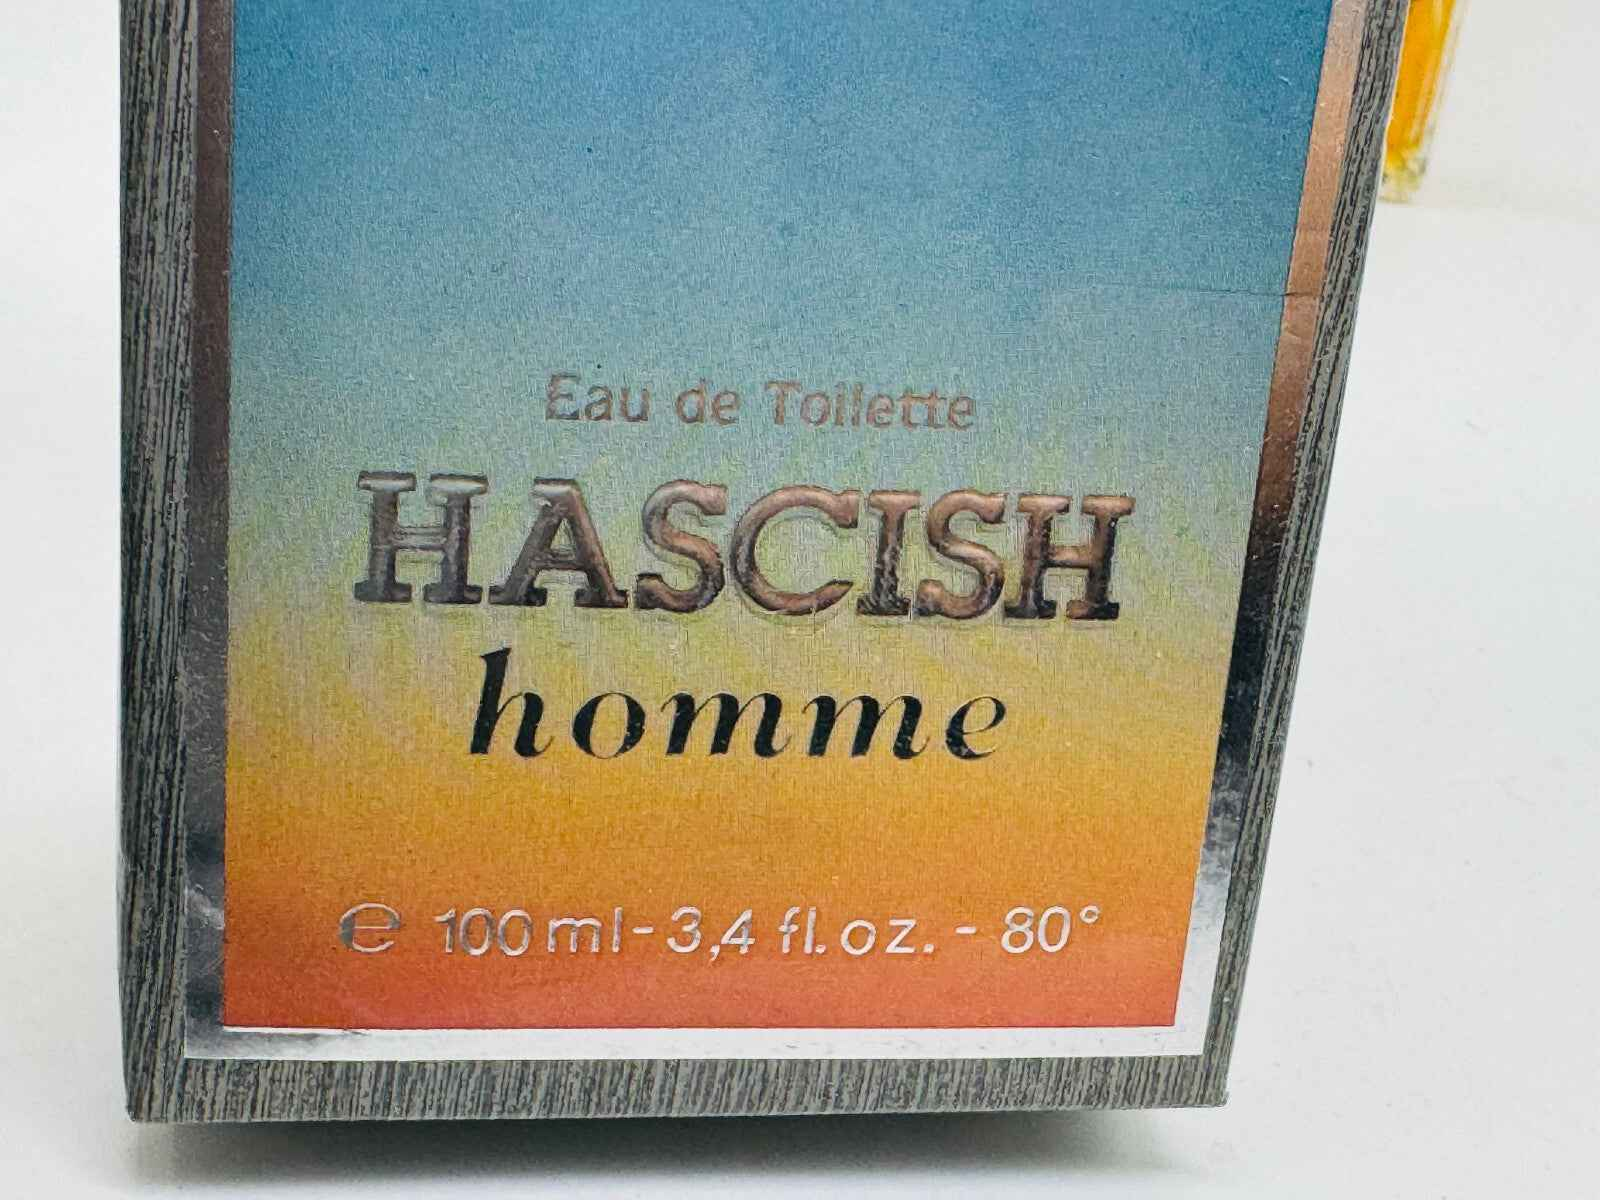 Eau de Toilette
HASCISH
homme
℮ 100 ml - 3,4 fl. oz. - 80°